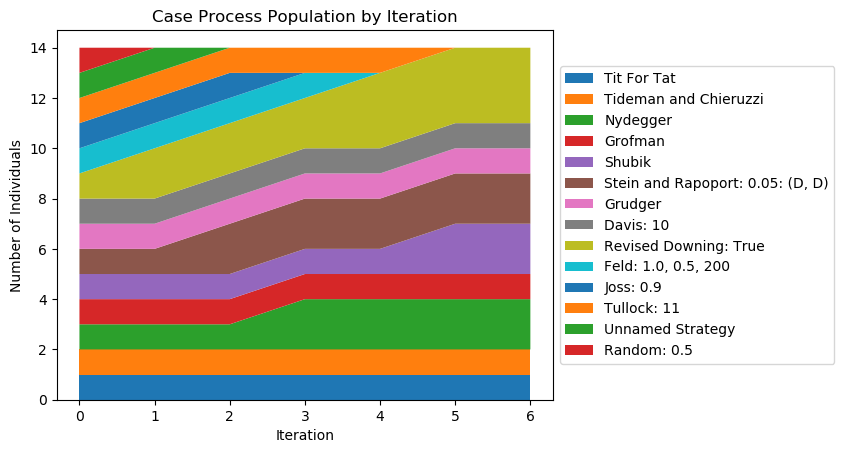 Case Process Population by Iteration
Number of Individuals
14
12
10
8
6
4
2
0
0 1 2 3 4 5 6
Iteration
Tit For Tat
Tideman and Chieruzzi
Nydegger
Grofman
Shubik
Stein and Rapoport: 0.05: (D, D)
Grudger
Davis: 10
Revised Downing: True
Feld: 1.0, 0.5, 200
Joss: 0.9
Tullock: 11
Unnamed Strategy
Random: 0.5